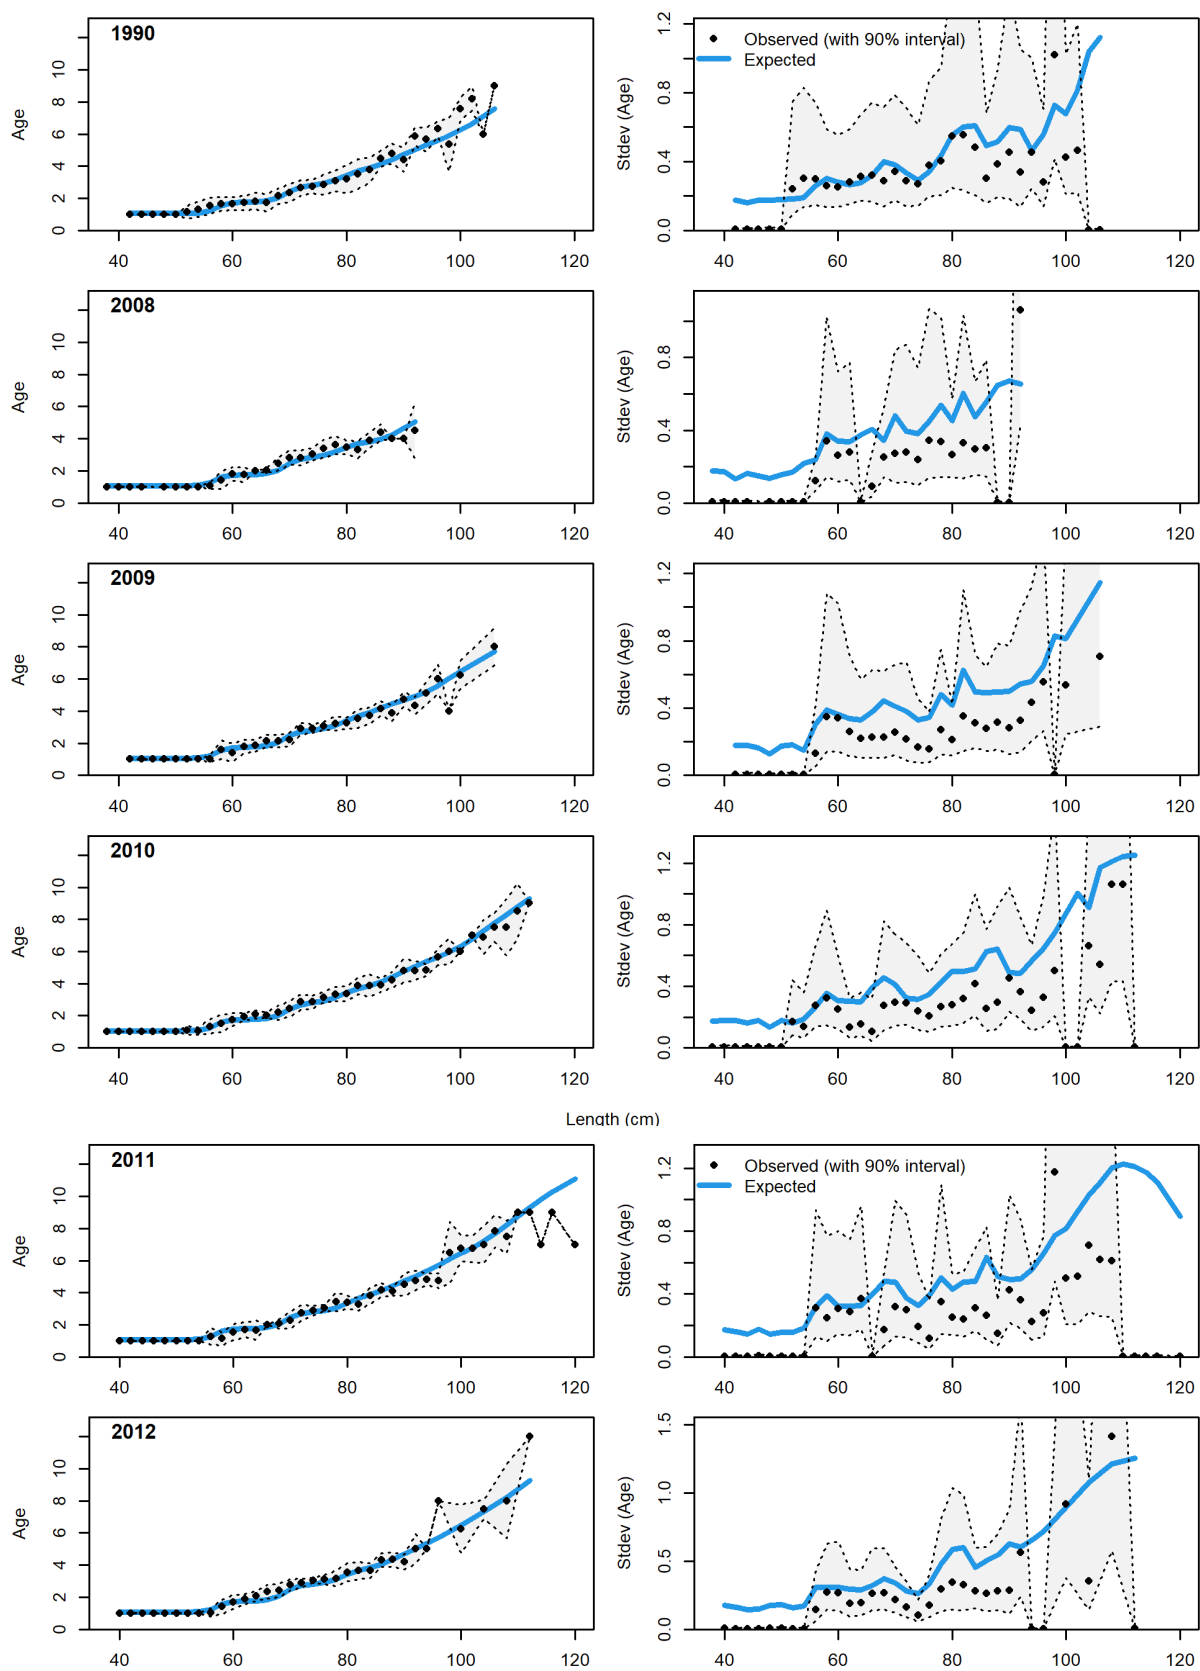 1990
Age
0 2 4 6 8 10
40 60 80 100 120
Observed (with 90% interval)
Expected
Stdev (Age)
0.0 0.4 0.8 1.2
40 60 80 100 120
2008
Age
0 2 4 6 8 10
40 60 80 100 120
Stdev (Age)
0.0 0.4 0.8
40 60 80 100 120
2009
Age
0 2 4 6 8 10
40 60 80 100 120
Stdev (Age)
0.0 0.4 0.8 1.2
40 60 80 100 120
2010
Age
0 2 4 6 8 10
40 60 80 100 120
Stdev (Age)
0.0 0.4 0.8 1.2
40 60 80 100 120
Length (cm)
2011
Age
0 2 4 6 8 10
40 60 80 100 120
Observed (with 90% interval)
Expected
Stdev (Age)
0.0 0.4 0.8 1.2
40 60 80 100 120
2012
Age
0 2 4 6 8 10
40 60 80 100 120
Stdev (Age)
0.0 0.5 1.0 1.5
40 60 80 100 120